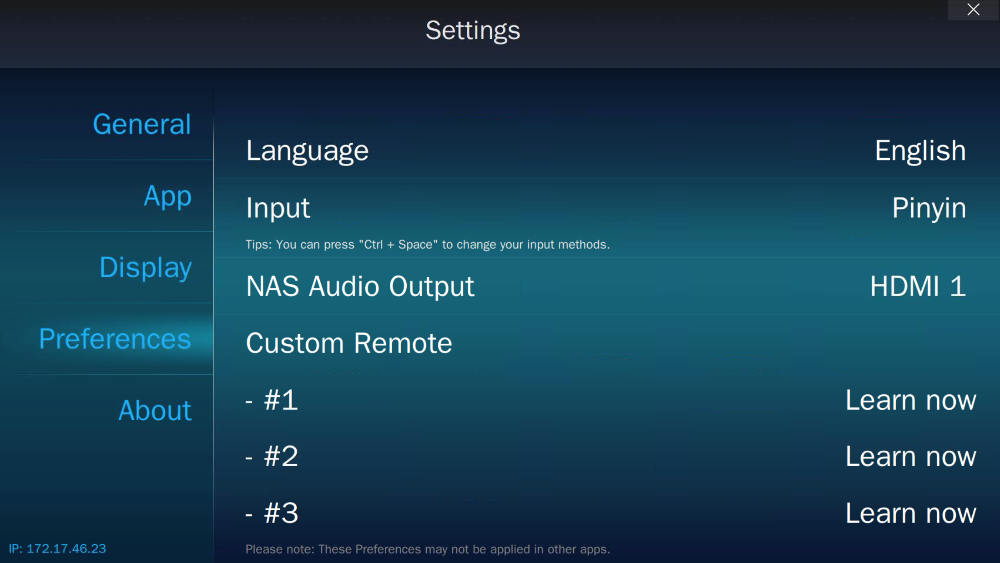 Settings
General
App
Display
Preferences
About
IP: 172.17.46.23
Language English
Input Pinyin
Tips: You can press "Ctrl + Space" to change your input methods.
NAS Audio Output HDMI 1
Custom Remote
- #1 Learn now
- #2 Learn now
- #3 Learn now
Please note: These Preferences may not be applied in other apps.